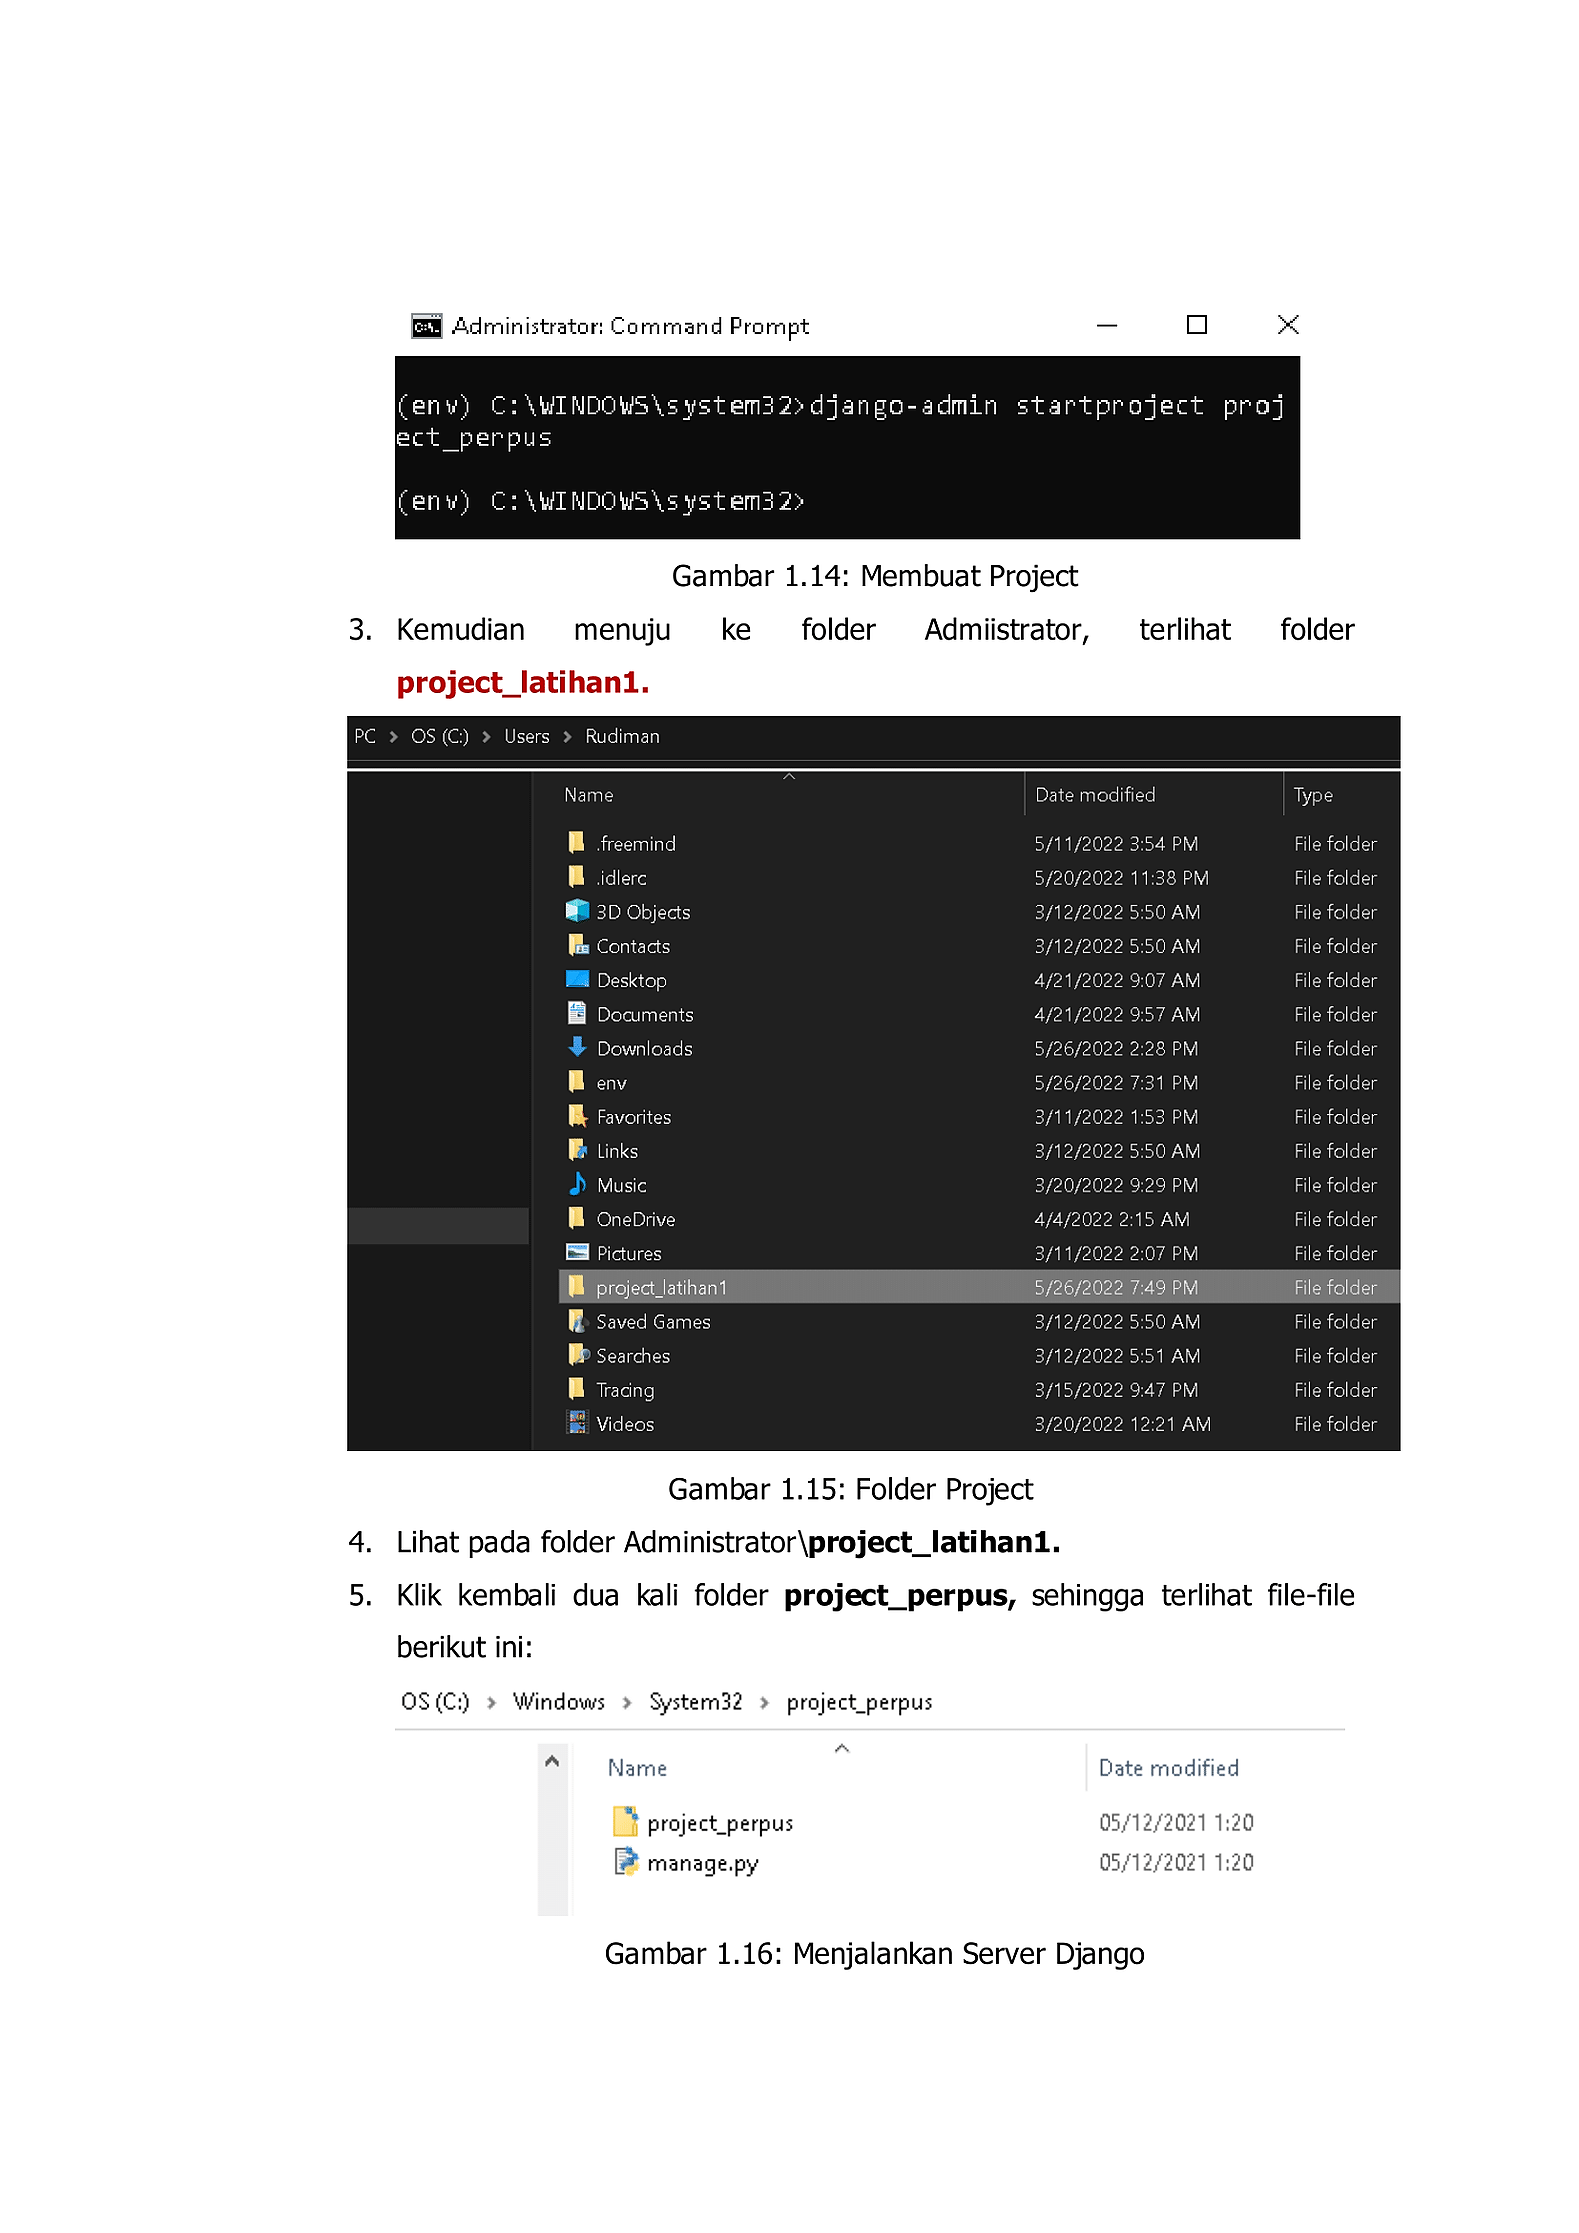 Administrator: Command Prompt
(env) C:\WINDOWS\system32>django-admin startproject proj
ect_perpus
(env) C:\WINDOWS\system32>
Gambar 1.14: Membuat Project
3. Kemudian menuju ke folder Admiistrator, terlihat folder
project_latihan1.
PC > OS (C:) > Users > Rudiman
Name Date modified Type
.freemind 5/11/2022 3:54 PM File folder
.idlerc 5/20/2022 11:38 PM File folder
3D Objects 3/12/2022 5:50 AM File folder
Contacts 3/12/2022 5:50 AM File folder
Desktop 4/21/2022 9:07 AM File folder
Documents 4/21/2022 9:57 AM File folder
Downloads 5/26/2022 2:28 PM File folder
env 5/26/2022 7:31 PM File folder
Favorites 3/11/2022 1:53 PM File folder
Links 3/12/2022 5:50 AM File folder
Music 3/20/2022 9:29 PM File folder
OneDrive 4/4/2022 2:15 AM File folder
Pictures 3/11/2022 2:07 PM File folder
project_latihan1 5/26/2022 7:49 PM File folder
Saved Games 3/12/2022 5:50 AM File folder
Searches 3/12/2022 5:51 AM File folder
Tracing 3/15/2022 9:47 PM File folder
Videos 3/20/2022 12:21 AM File folder
Gambar 1.15: Folder Project
4. Lihat pada folder Administrator\project_latihan1.
5. Klik kembali dua kali folder project_perpus, sehingga terlihat file-file
berikut ini:
OS (C:) > Windows > System32 > project_perpus
Name Date modified
project_perpus 05/12/2021 1:20
manage.py 05/12/2021 1:20
Gambar 1.16: Menjalankan Server Django